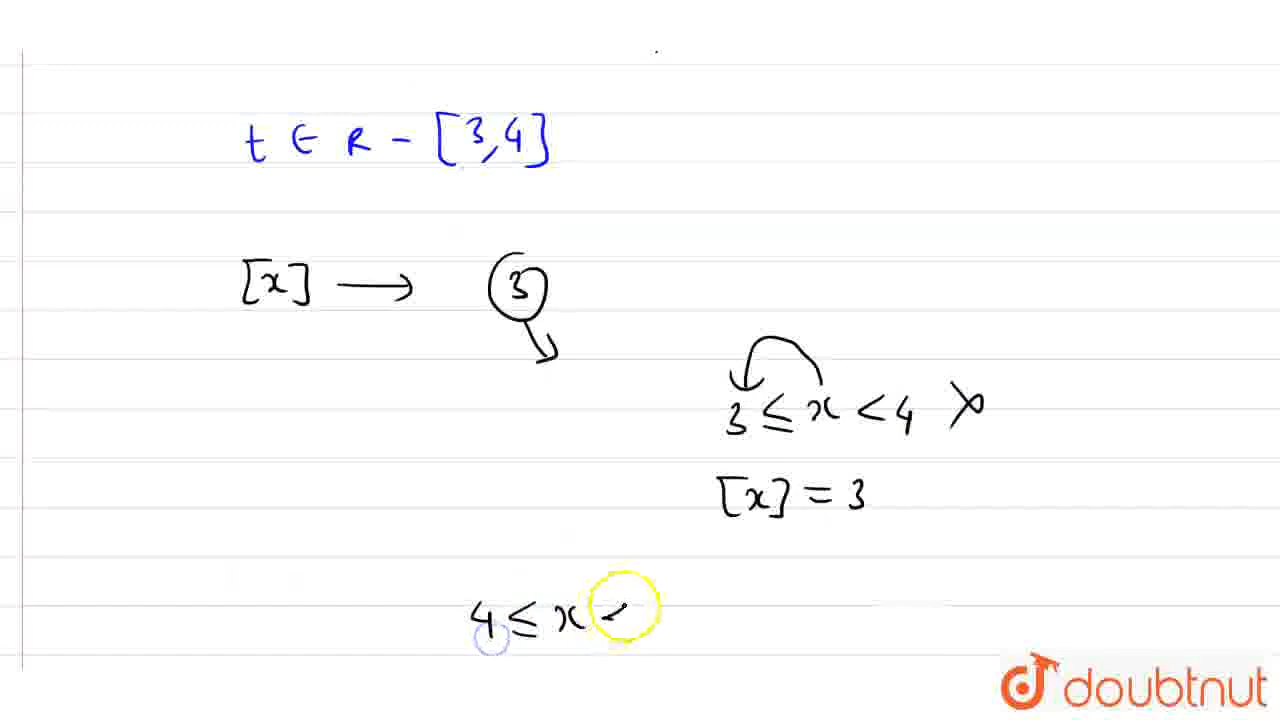 t ∈ R - [3,4]
[x] → 3
3 ≤ x < 4
[x] = 3
4 ≤ x <
doubtnut